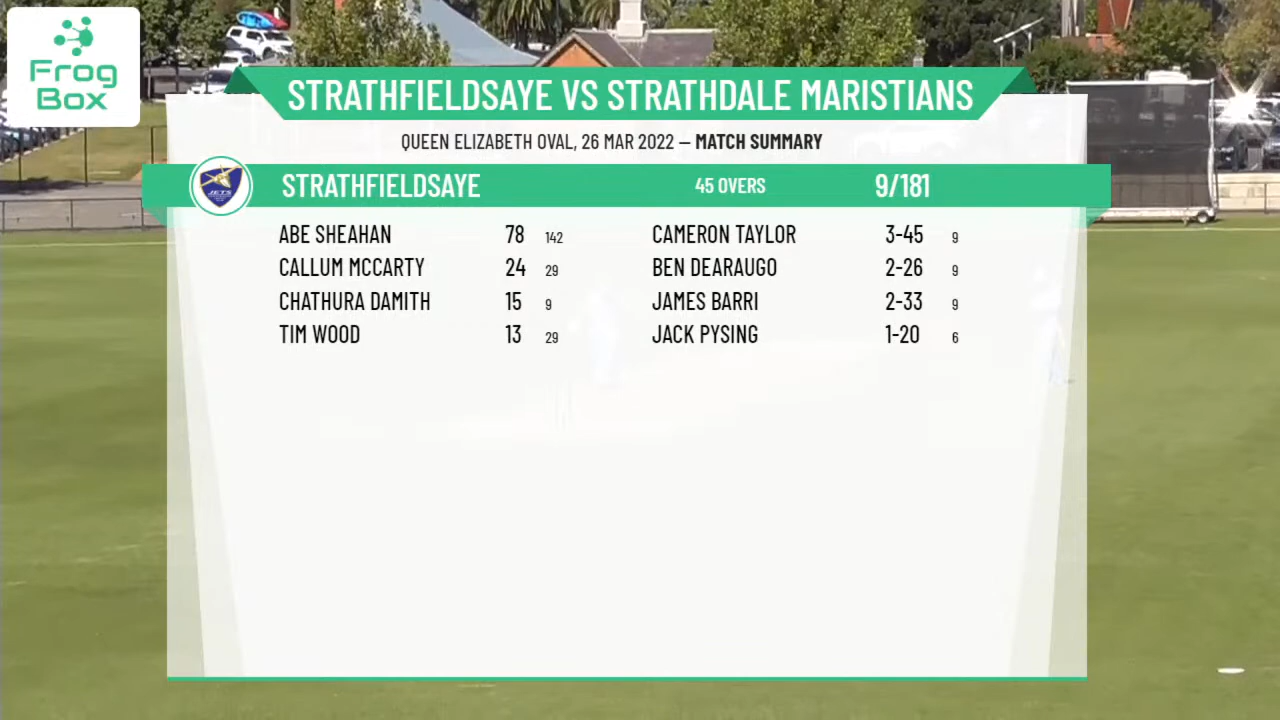 Frog
Box
STRATHFIELDSAYE VS STRATHDALE MARISTIANS
QUEEN ELIZABETH OVAL, 26 MAR 2022 – MATCH SUMMARY
JETS
STRATHFIELDSAYE 45 OVERS 9/181
ABE SHEAHAN 78 142 CAMERON TAYLOR 3-45 9
CALLUM MCCARTY 24 29 BEN DEARAUGO 2-26 9
CHATHURA DAMITH 15 9 JAMES BARRI 2-33 9
TIM WOOD 13 29 JACK PYSING 1-20 6